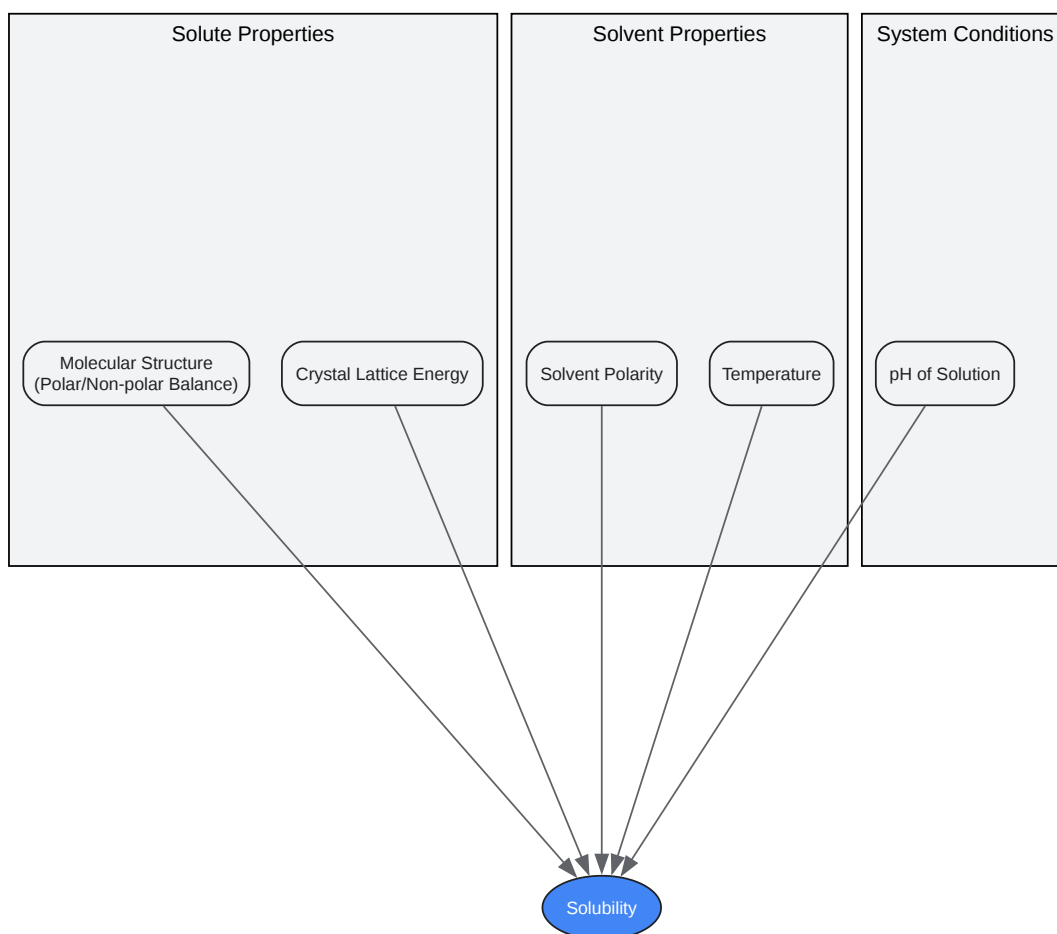 Solute Properties
Solvent Properties
System Conditions
Molecular Structure
(Polar/Non-polar Balance)
Crystal Lattice Energy
Solvent Polarity
Temperature
pH of Solution
Solubility